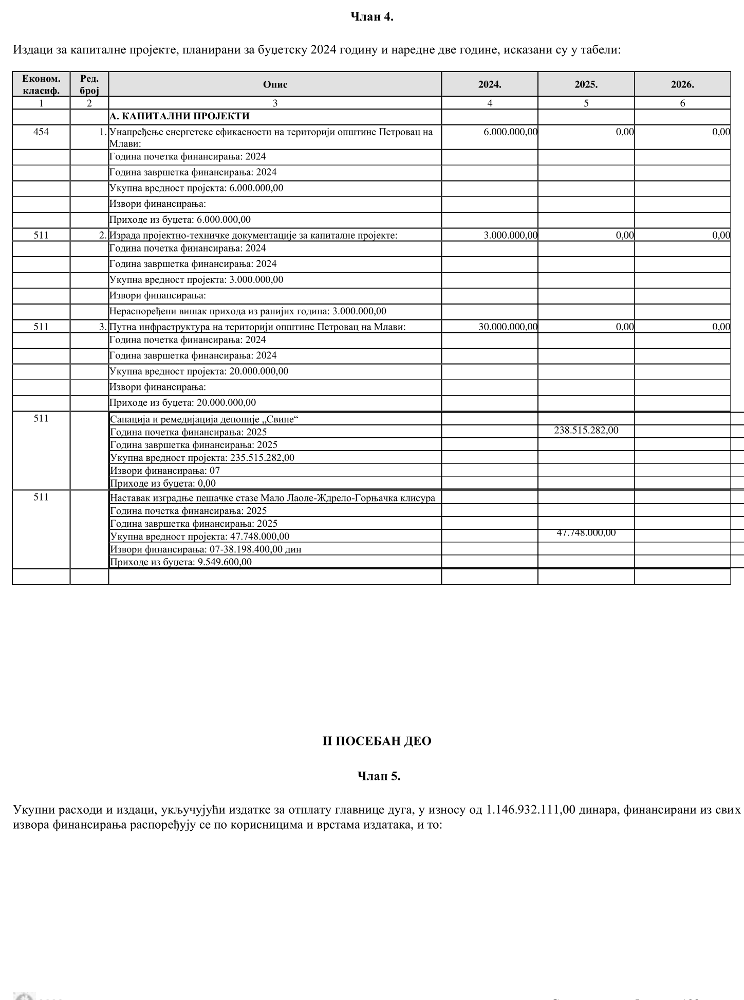 Члан 4.
Издаци за капиталне пројекте, планирани за буџетску 2024 годину и наредне две године, исказани су у табели:
Економ. класиф. Ред. број Опис 2024. 2025. 2026.
1 2 3 4 5 6
А. КАПИТАЛНИ ПРОЈЕКТИ
454 1. Унапређење енергетске ефикасности на територији општине Петровац на 6.000.000,00 0,00 0,00
Млави:
Година почетка финансирања: 2024
Година завршетка финансирања: 2024
Укупна вредност пројекта: 6.000.000,00
Извори финансирања:
Приходе из буџета: 6.000.000,00
511 2. Израда пројектно-техничке документације за капиталне пројекте: 3.000.000,00 0,00 0,00
Година почетка финансирања: 2024
Година завршетка финансирања: 2024
Укупна вредност пројекта: 3.000.000,00
Извори финансирања:
Нераспоређени вишак прихода из ранијих година: 3.000.000,00
511 3. Путна инфраструктура на територији општине Петровац на Млави: 30.000.000,00 0,00 0,00
Година почетка финансирања: 2024
Година завршетка финансирања: 2024
Укупна вредност пројекта: 20.000.000,00
Извори финансирања:
Приходе из буџета: 20.000.000,00
511 Санација и ремедијација депоније „Свине“
Година почетка финансирања: 2025 238.515.282,00
Година завршетка финансирања: 2025
Укупна вредност пројекта: 235.515.282,00
Извори финансирања: 07
Приходе из буџета: 0,00
511 Наставак изградње пешачке стазе Мало Лаоле-Ждрело-Горњачка клисура
Година почетка финансирања: 2025
Година завршетка финансирања: 2025
Укупна вредност пројекта: 47.748.000,00 47.748.000,00
Извори финансирања: 07-38.198.400,00 дин
Приходе из буџета: 9.549.600,00
II ПОСЕБАН ДЕО
Члан 5.
Укупни расходи и издаци, укључујући издатке за отплату главнице дуга, у износу од 1.146.932.111,00 динара, финансирани из свих
извора финансирања распоређују се по корисницима и врстама издатака, и то: